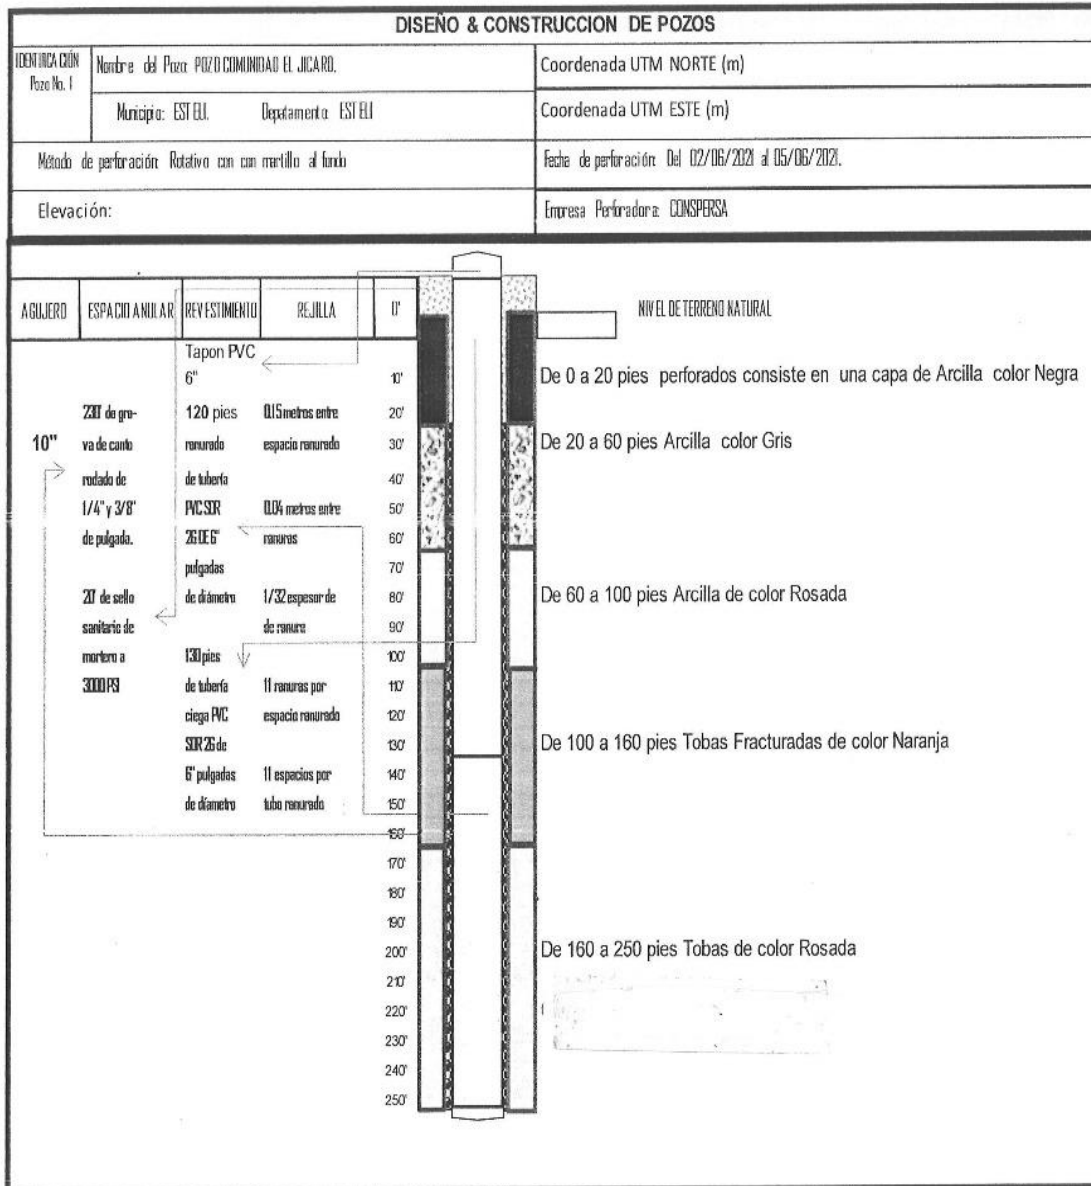 DISEÑO & CONSTRUCCION DE POZOS
IDENTIFICACIÓN
Pozo No. 1
Nombre del Pozo: POZO COMUNIDAD EL JICARO.
Coordenada UTM NORTE (m)
Municipio: ESTELI. Departamento: ESTELI
Coordenada UTM ESTE (m)
Método de perforación: Rotativo con con martillo al fundo
Fecha de perforación: Del 02/06/2021 al 05/06/2021.
Elevación:
Empresa Perforadora: CONSPERSA
AGUJERO
ESPACIO ANULAR
REVESTIMIENTO
REJILLA
0'
NIVEL DE TERRENO NATURAL
10"
230' de gra-
va de canto
rodado de
1/4" y 3/8"
de pulgada.
20' de sello
sanitario de
mortero a
3000 PSI
Tapon PVC
6"
120 pies
ranurado
de tubería
PVC SDR
26 DE 6"
pulgadas
de diámetro
130 pies
de tubería
ciega PVC
SDR 26 de
6" pulgadas
de díametro
0.15 metros entre
espacio ranurado
0.04 metros entre
ranuras
1/32 espesor de
de ranura
11 ranuras por
espacio ranurado
11 espacios por
tubo ranurado
10'
20'
30'
40'
50'
60'
70'
80'
90'
100'
110'
120'
130'
140'
150'
160'
170'
180'
190'
200'
210'
220'
230'
240'
250'
De 0 a 20 pies perforados consiste en una capa de Arcilla color Negra
De 20 a 60 pies Arcilla color Gris
De 60 a 100 pies Arcilla de color Rosada
De 100 a 160 pies Tobas Fracturadas de color Naranja
De 160 a 250 pies Tobas de color Rosada